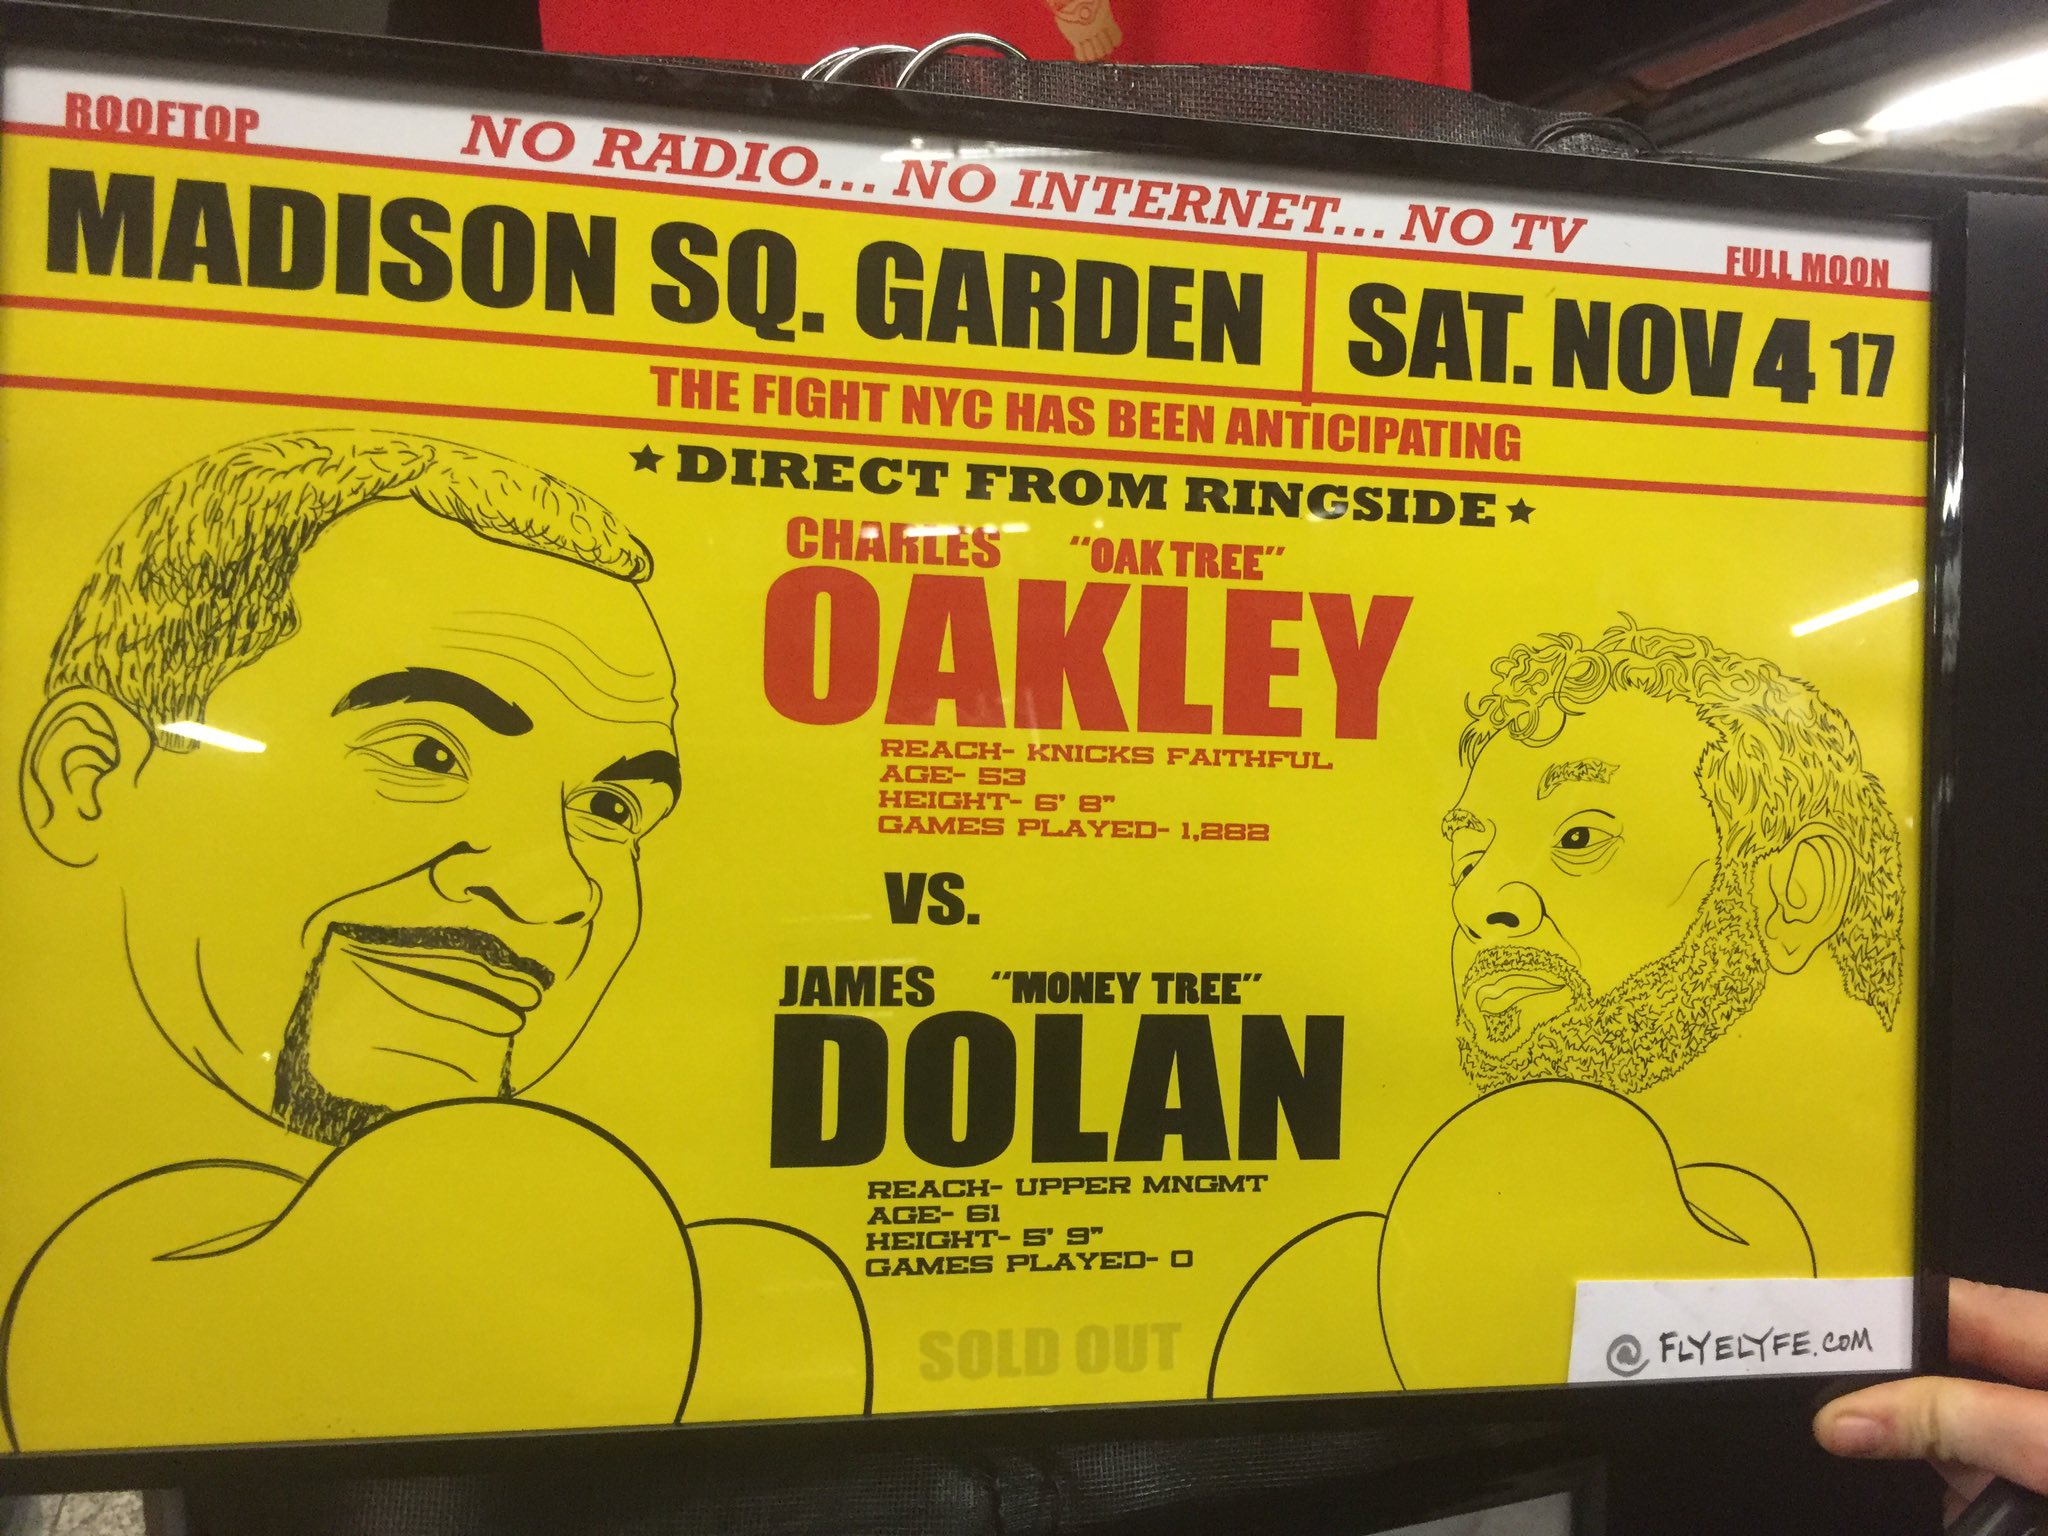 ROOFTOP
NO RADIO... NO INTERNET... NO TV
FULL MOON
MADISON SQ. GARDEN
SAT. NOV 4 17
THE FIGHT NYC HAS BEEN ANTICIPATING
★ DIRECT FROM RINGSIDE ★
CHARLES "OAK TREE"
OAKLEY
REACH- KNICKS FAITHFUL
AGE- 53
HEIGHT- 6' 8"
GAMES PLAYED- 1,282
VS.
JAMES "MONEY TREE"
DOLAN
REACH- UPPER MNGMT
AGE- 61
HEIGHT- 5' 9"
GAMES PLAYED- 0
SOLD OUT
@ FLYELYFE.COM